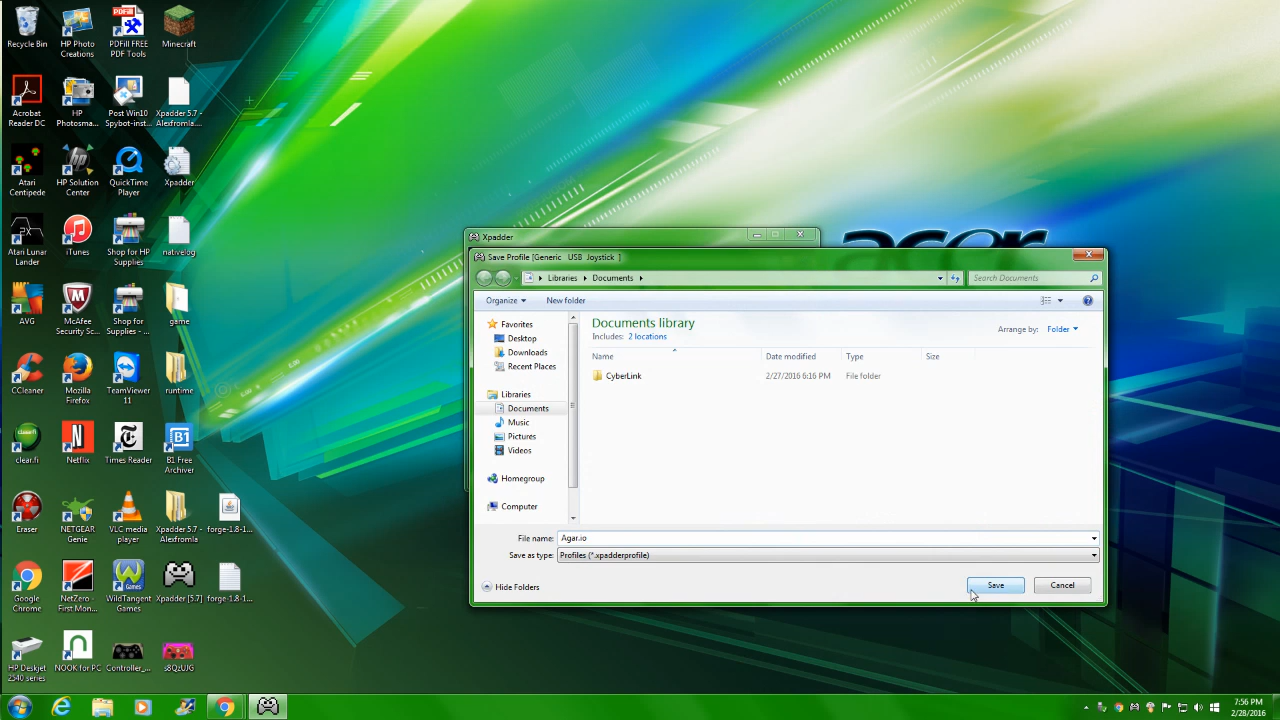 Recycle Bin
HP Photo Creations
PDFill FREE PDF Tools
Minecraft
Acrobat Reader DC
HP Photosma...
Post Win10 Spybot-inst...
Xpadder 5.7 - Alexfromla...
Atari Centipede
HP Solution Center
QuickTime Player
Xpadder
Atari Lunar Lander
iTunes
Shop for HP Supplies
nativelog
AVG
McAfee Security Sc...
Shop for Supplies - ...
game
CCleaner
Mozilla Firefox
TeamViewer 11
runtime
clear.fi
Netflix
Times Reader
B1 Free Archiver
Eraser
NETGEAR Genie
VLC media player
Xpadder 5.7 - Alexfromla
forge-1.8-1...
Google Chrome
NetZero - First Mon...
WildTangent Games
Xpadder [5.7]
forge-1.8-1...
HP Deskjet 2540 series
NOOK for PC
Controller_...
s8QzUJG
acer
Xpadder
Save Profile [Generic USB Joystick ]
Libraries
Documents
Search Documents
Organize
New folder
Favorites
Desktop
Downloads
Recent Places
Libraries
Documents
Music
Pictures
Videos
Homegroup
Computer
Documents library
Includes: 2 locations
Arrange by: Folder
Name
Date modified
Type
Size
CyberLink
2/27/2016 6:16 PM
File folder
File name: Agar.io
Save as type: Profiles (*.xpadderprofile)
Hide Folders
Save
Cancel
7:56 PM
2/28/2016